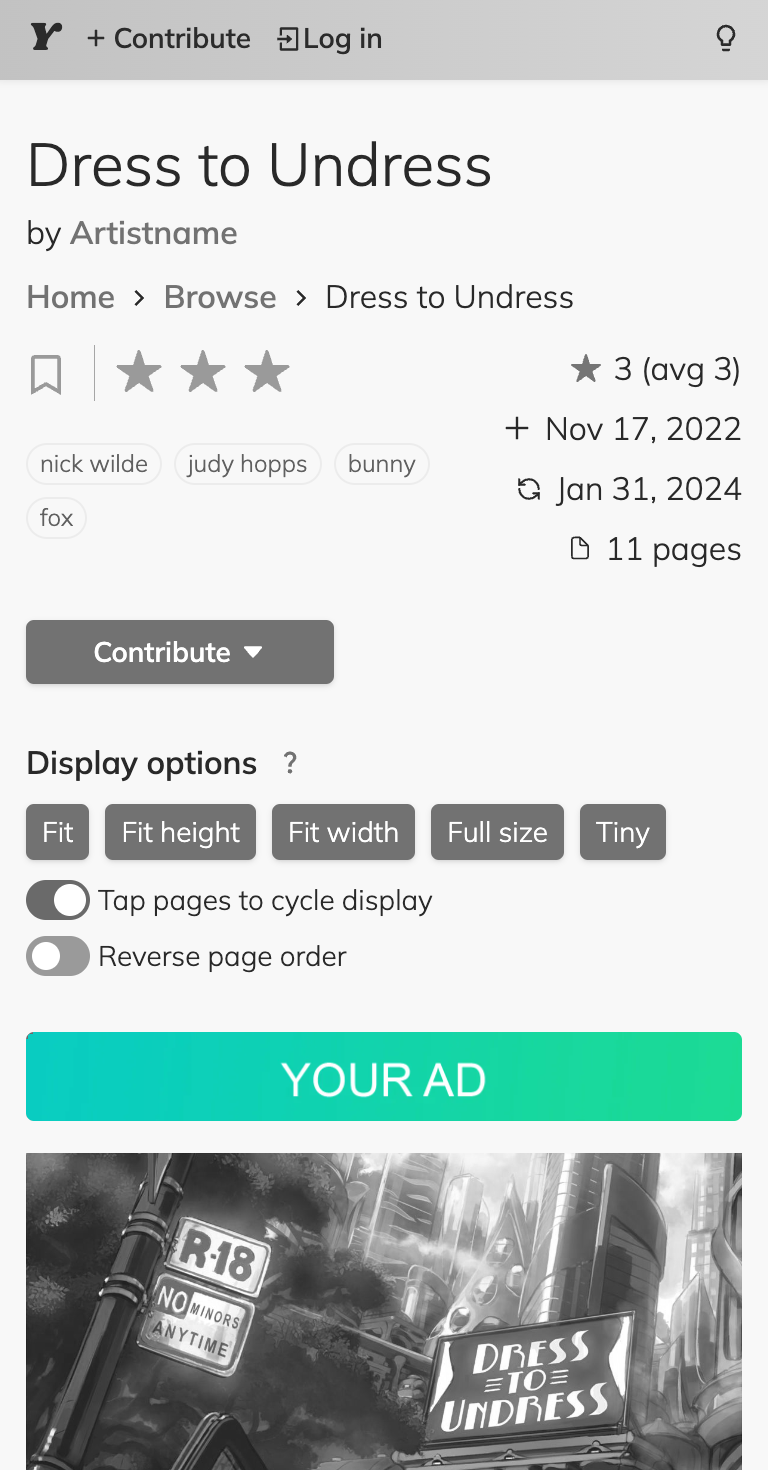 Y + Contribute Log in
Dress to Undress
by Artistname
Home > Browse > Dress to Undress
3 (avg 3)
Nov 17, 2022
Jan 31, 2024
11 pages
nick wilde judy hopps bunny
fox
Contribute
Display options ?
Fit Fit height Fit width Full size Tiny
Tap pages to cycle display
Reverse page order
YOUR AD
R-18
NO MINORS
ANYTIME
DRESS
TO
UNDRESS